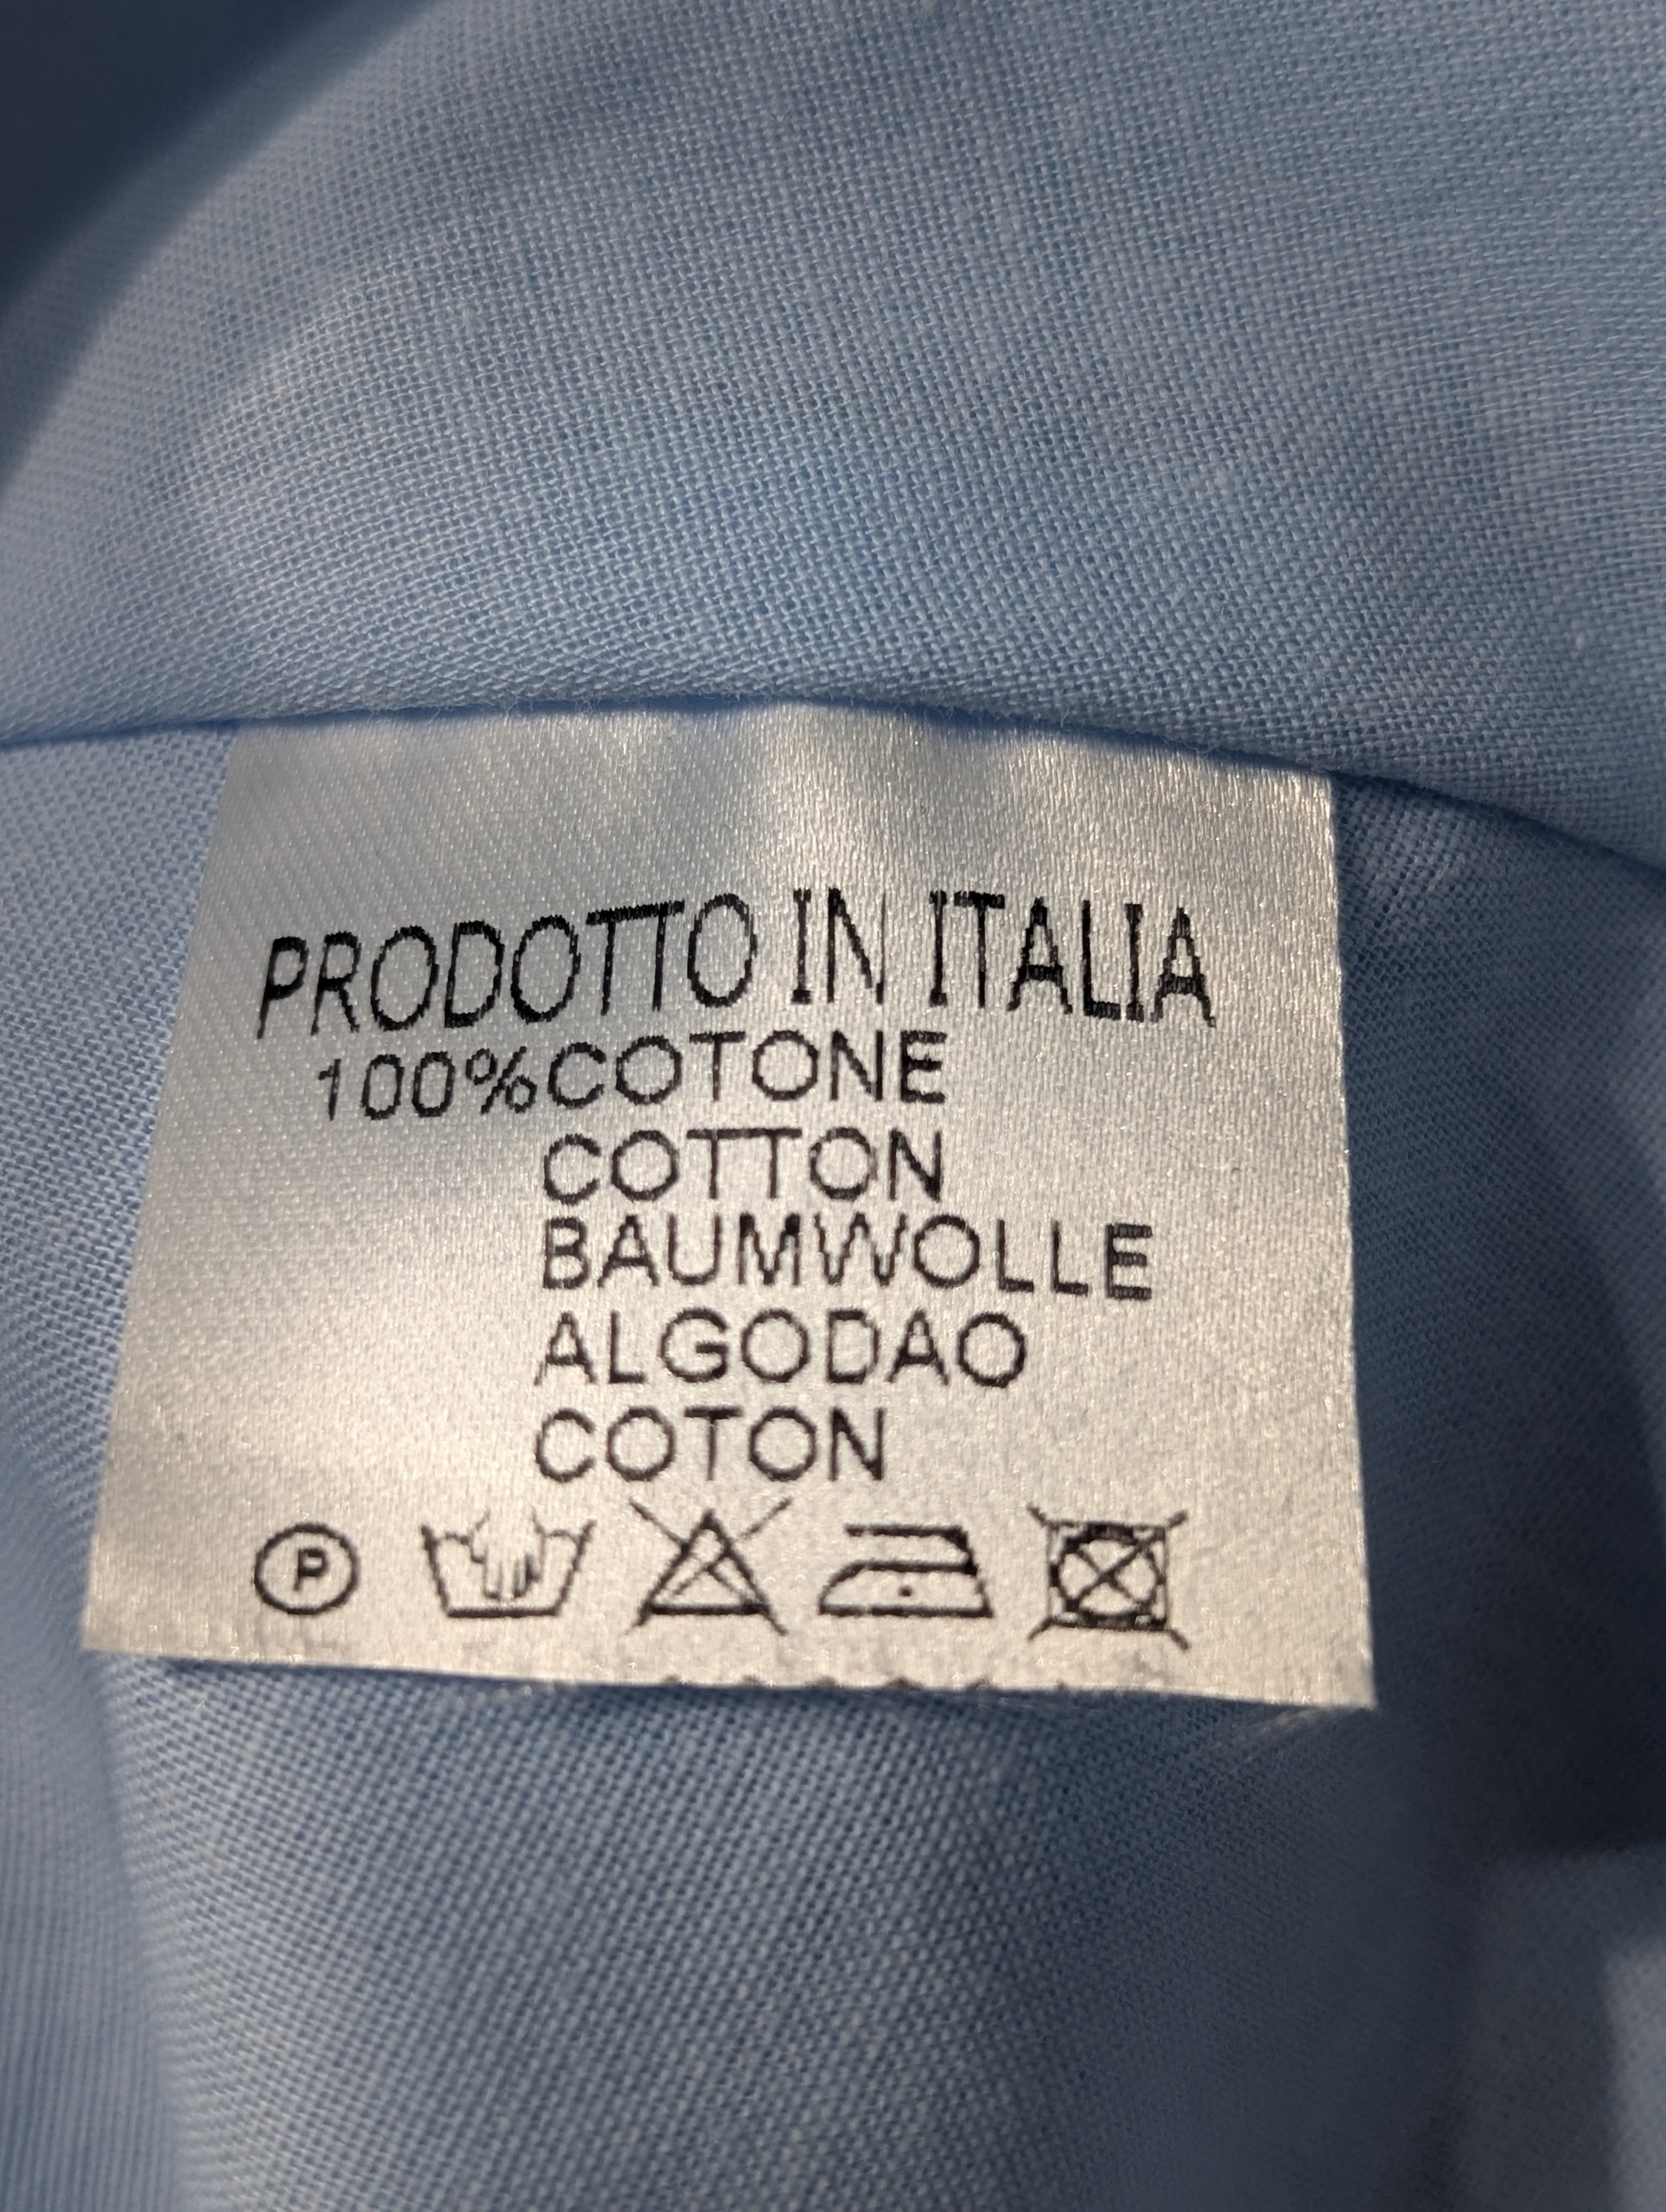 PRODOTTO IN ITALIA
100%COTONE
COTTON
BAUMWOLLE
ALGODAO
COTON
P